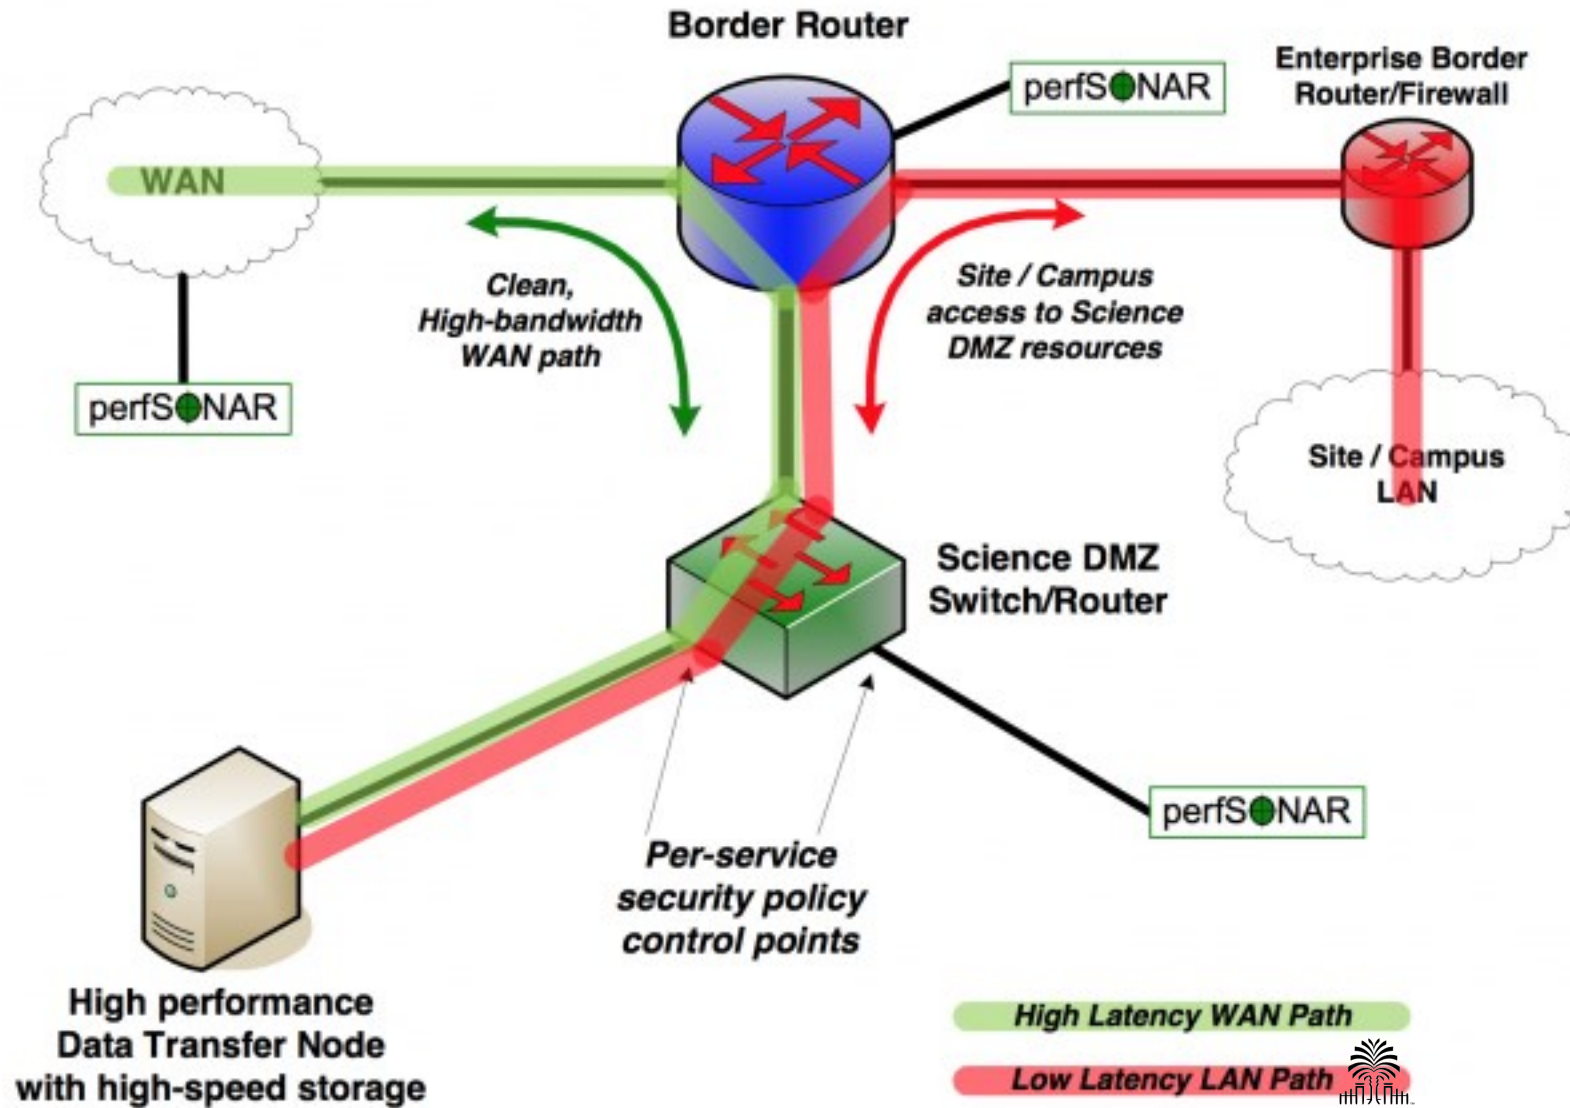 Border Router
perfSONAR
Enterprise Border
Router/Firewall
WAN
Clean,
High-bandwidth
WAN path
Site / Campus
access to Science
DMZ resources
perfSONAR
Site / Campus
LAN
Science DMZ
Switch/Router
perfSONAR
Per-service
security policy
control points
High performance
Data Transfer Node
with high-speed storage
High Latency WAN Path
Low Latency LAN Path